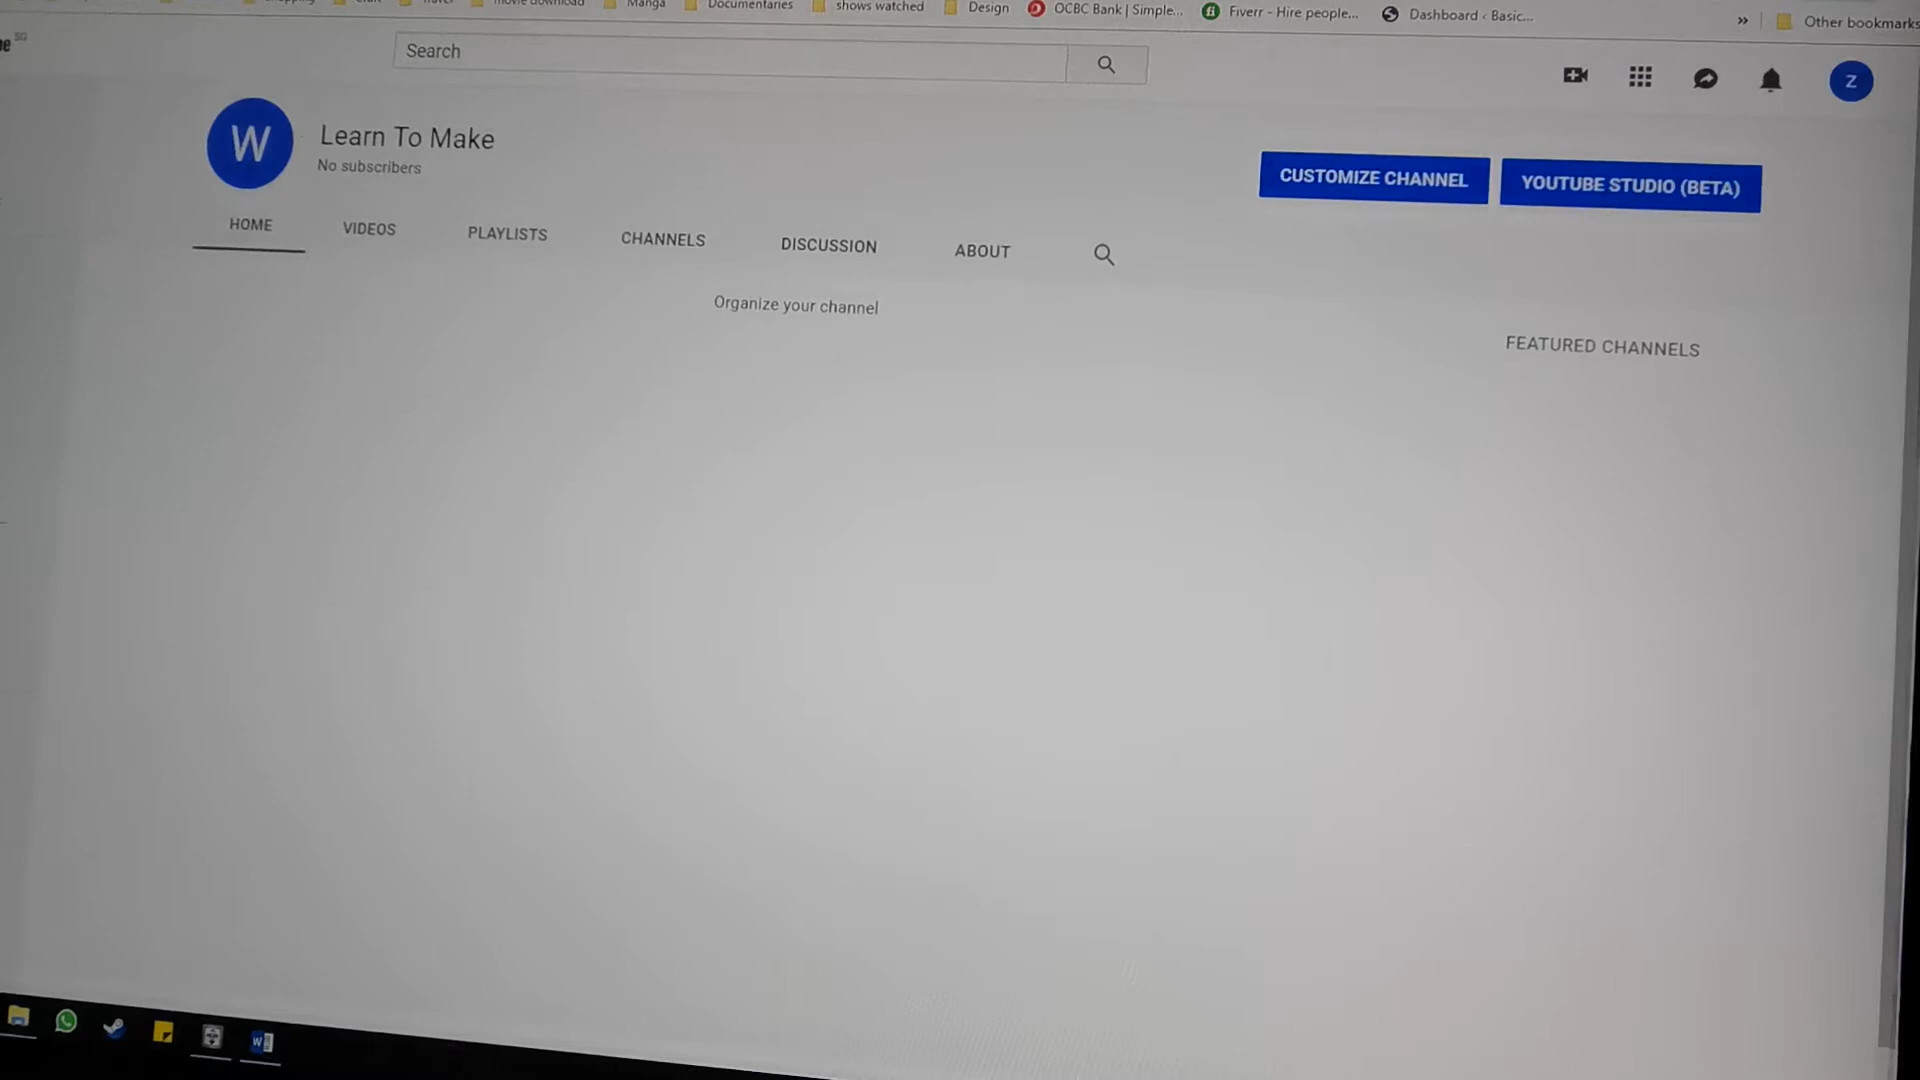 Manga
Documentaries
shows watched
Design
OCBC Bank | Simple...
Fiverr - Hire people...
Dashboard ‹ Basic...
»
Other bookmarks
SG
Search
Z
W
Learn To Make
No subscribers
CUSTOMIZE CHANNEL
YOUTUBE STUDIO (BETA)
HOME
VIDEOS
PLAYLISTS
CHANNELS
DISCUSSION
ABOUT
Organize your channel
FEATURED CHANNELS
W